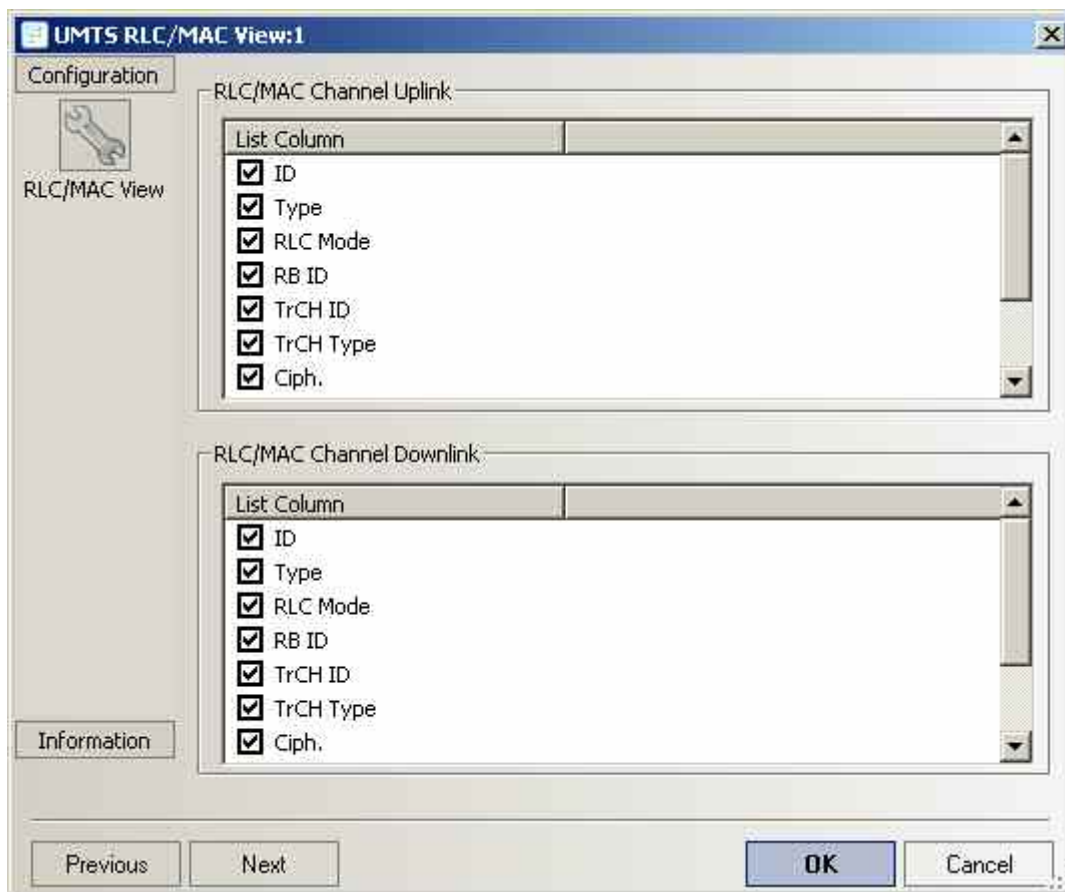 UMTS RLC/MAC View:1
Configuration
RLC/MAC View
RLC/MAC Channel Uplink
List Column
ID
Type
RLC Mode
RB ID
TrCH ID
TrCH Type
Ciph.
RLC/MAC Channel Downlink
List Column
ID
Type
RLC Mode
RB ID
TrCH ID
TrCH Type
Ciph.
Information
Previous
Next
OK
Cancel